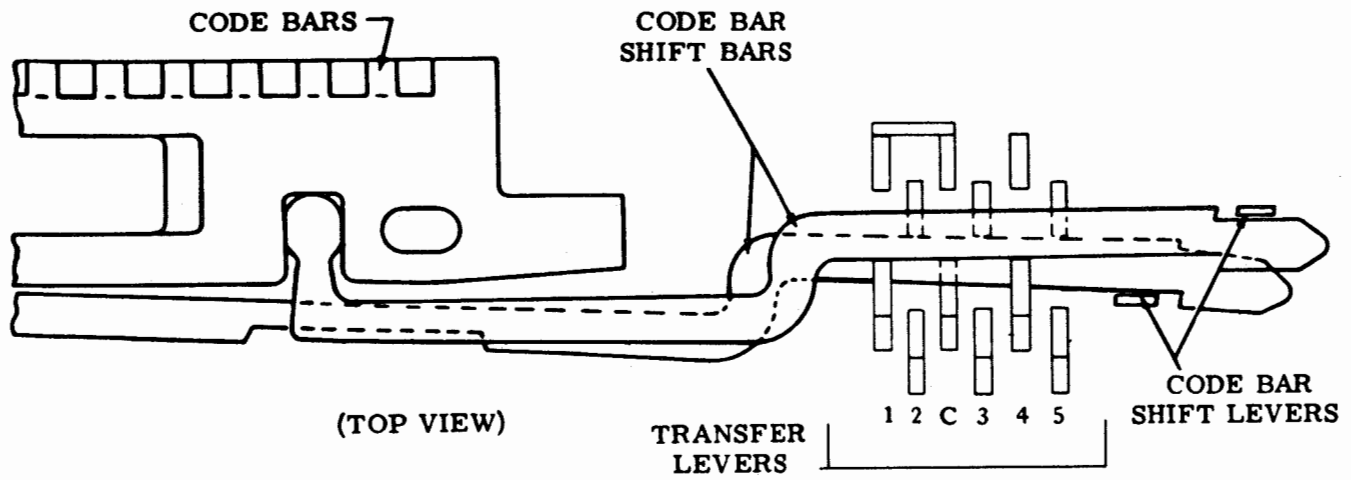 CODE BARS
CODE BAR
SHIFT BARS
1 2 C 3 4 5
CODE BAR
SHIFT LEVERS
(TOP VIEW)
TRANSFER
LEVERS